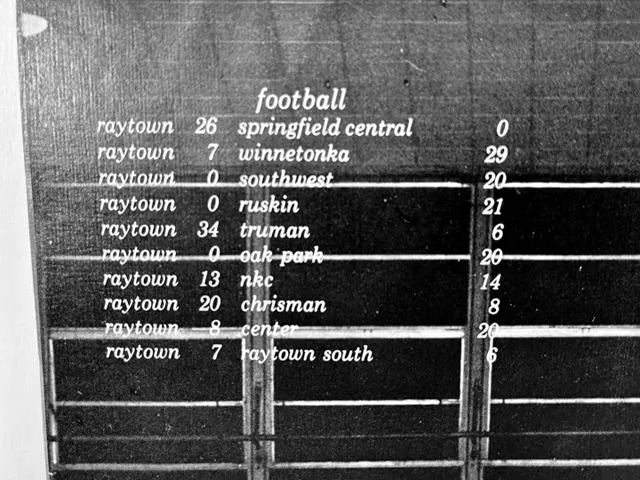 football
raytown 26 springfield central 0
raytown 7 winnetonka 29
raytown 0 southwest 20
raytown 0 ruskin 21
raytown 34 truman 6
raytown 0 oak park 20
raytown 13 nkc 14
raytown 20 chrisman 8
raytown 8 center 20
raytown 7 raytown south 6